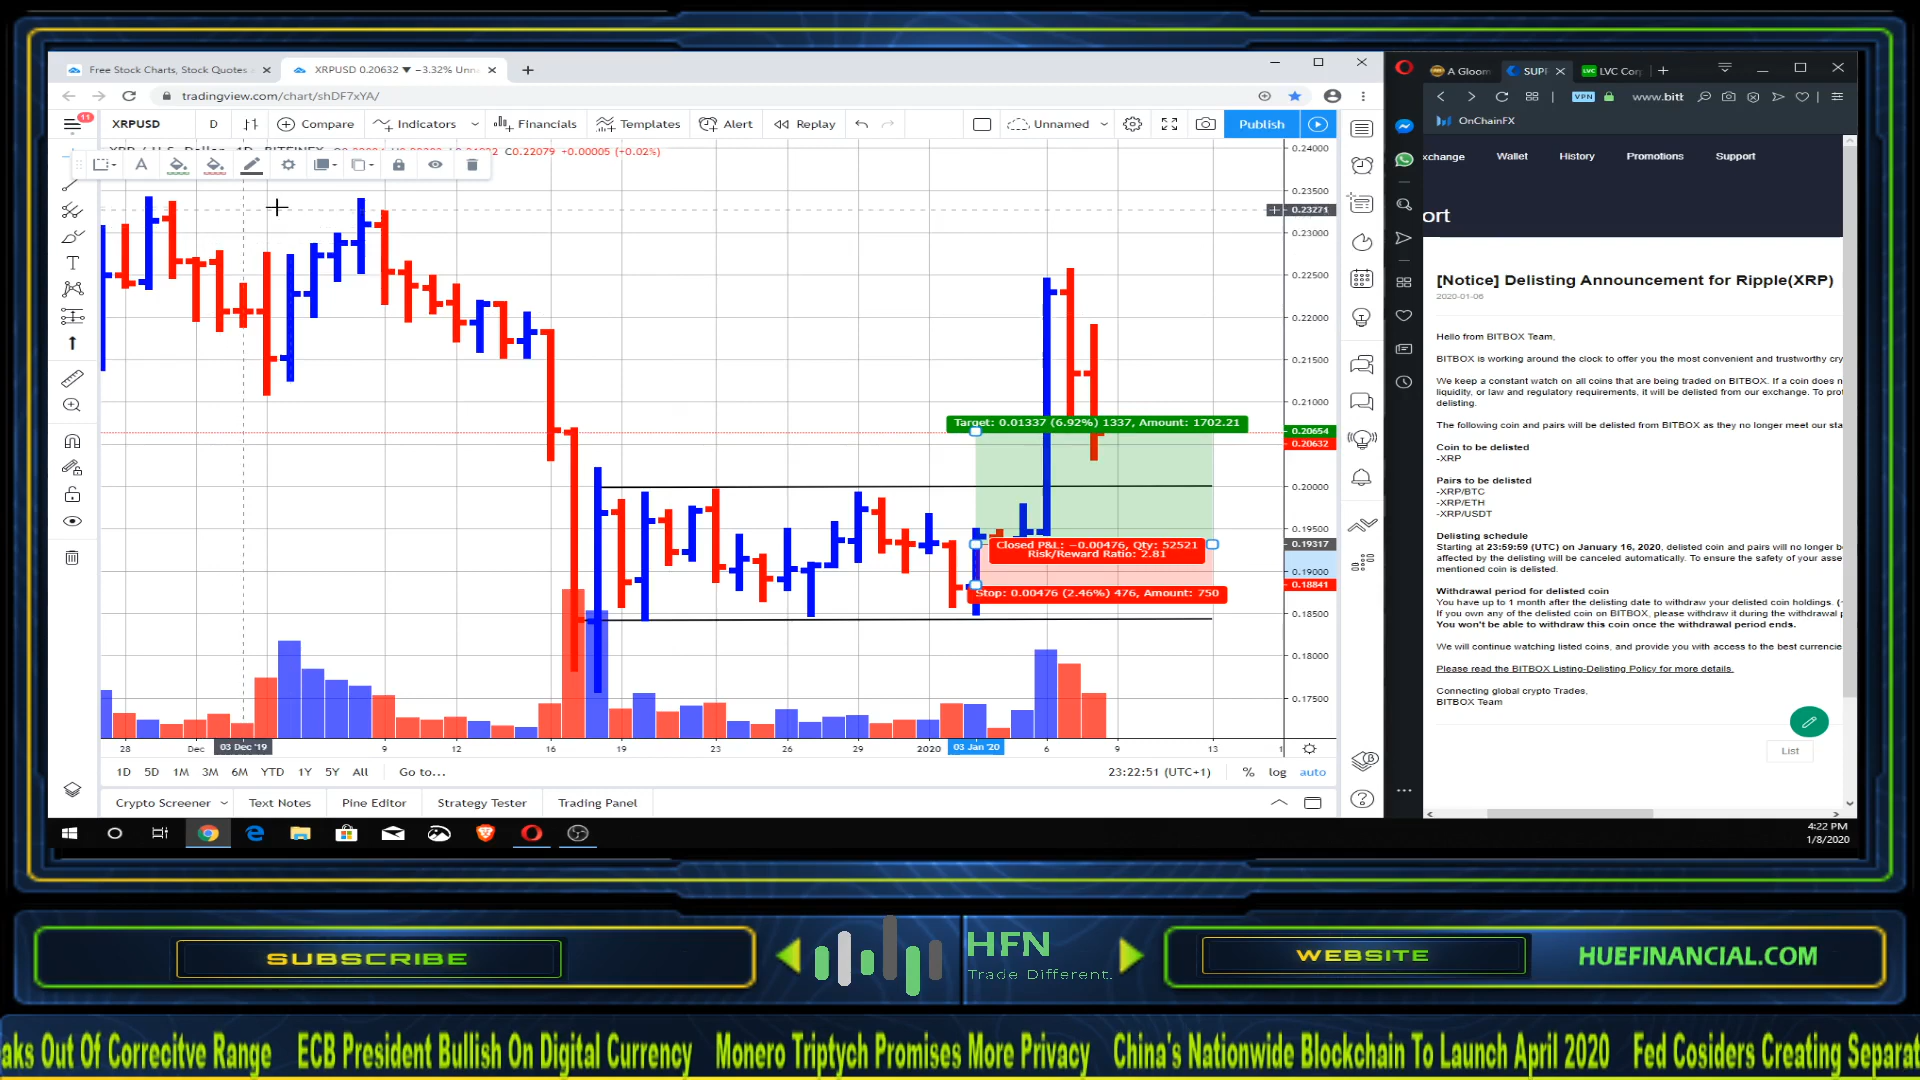 Free Stock Charts, Stock Quotes
XRPUSD 0.20632 ▼ −3.32% Unna
tradingview.com/chart/shDF7xYA/
11
XRPUSD
D
Compare
Indicators
Financials
Templates
Alert
Replay
Unnamed
Publish
C0.22079 +0.00005 (+0.02%)
A
T
0.24000
0.23500
0.23271
0.23000
0.22500
0.22000
0.21500
0.21000
0.20654
0.20632
0.20000
0.19500
0.19317
0.19000
0.18841
0.18500
0.18000
0.17500
Target: 0.01337 (6.92%) 1337, Amount: 1702.21
Closed P&L: −0.00476, Qty: 52521
Risk/Reward Ratio: 2.81
Stop: 0.00476 (2.46%) 476, Amount: 750
28
Dec
03 Dec '19
9
12
16
19
23
26
29
2020
03 Jan '20
6
9
13
1
1D
5D
1M
3M
6M
YTD
1Y
5Y
All
Go to...
23:22:51 (UTC+1)
%
log
auto
Crypto Screener
Text Notes
Pine Editor
Strategy Tester
Trading Panel
A Gloom
SUPP
LVC Corp
VPN
www.bitb
OnChainFX
xchange
Wallet
History
Promotions
Support
ort
[Notice] Delisting Announcement for Ripple(XRP)
2020-01-06
Hello from BITBOX Team,
BITBOX is working around the clock to offer you the most convenient and trustworthy cry
We keep a constant watch on all coins that are being traded on BITBOX. If a coin does n
liquidity, or law and regulatory requirements, it will be delisted from our exchange. To prot
delisting.
The following coin and pairs will be delisted from BITBOX as they no longer meet our sta
Coin to be delisted
-XRP
Pairs to be delisted
-XRP/BTC
-XRP/ETH
-XRP/USDT
Delisting schedule
Starting at 23:59:59 (UTC) on January 16, 2020, delisted coin and pairs will no longer be
affected by the delisting will be canceled automatically. To ensure the safety of your asse
mentioned coin is delisted.
Withdrawal period for delisted coin
You have up to 1 month after the delisting date to withdraw your delisted coin holdings. (
If you own any of the delisted coin on BITBOX, please withdraw it during the withdrawal p
You won't be able to withdraw this coin once the withdrawal period ends.
We will continue watching listed coins, and provide you with access to the best currencie
Please read the BITBOX Listing-Delisting Policy for more details.
Connecting global crypto Trades,
BITBOX Team
List
4:22 PM
1/8/2020
SUBSCRIBE
HFN
Trade Different.
WEBSITE
HUEFINANCIAL.COM
aks Out Of Correcitve Range ECB President Bullish On Digital Currency Monero Triptych Promises More Privacy China's Nationwide Blockchain To Launch April 2020 Fed Cosiders Creating Separat